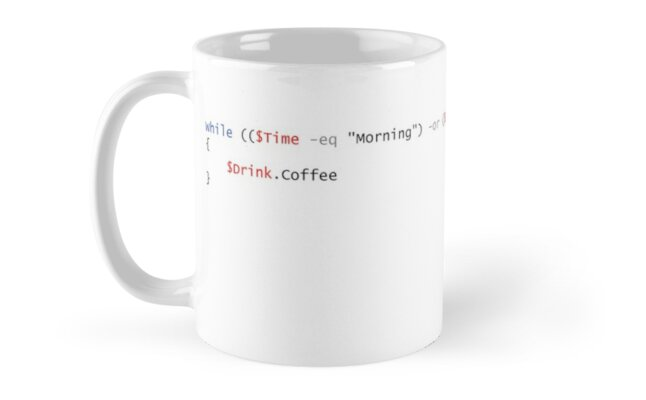 while (($Time -eq "Morning") -or (
{
$Drink.Coffee
}